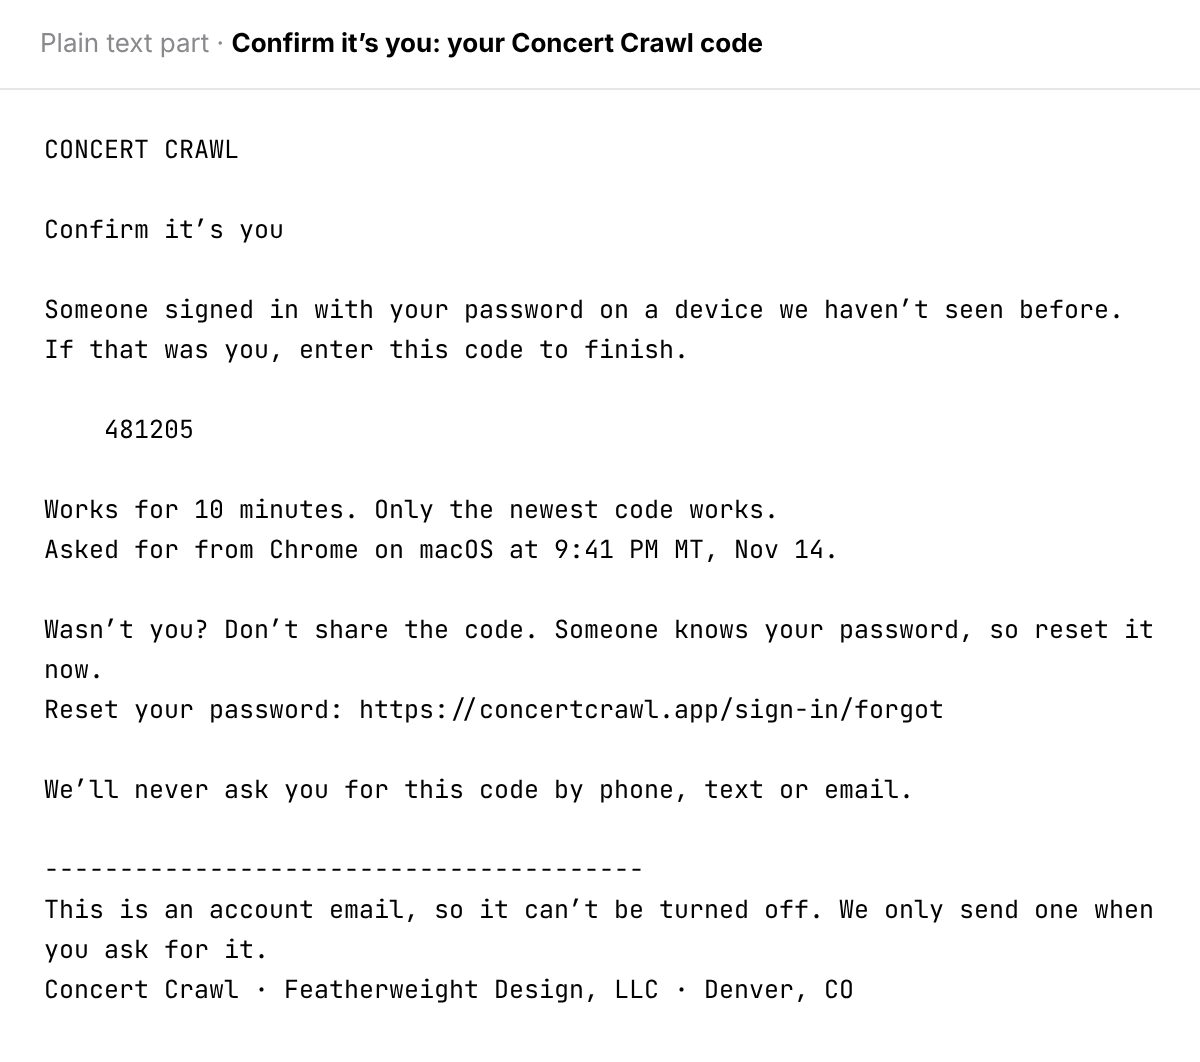 Plain text part · Confirm it’s you: your Concert Crawl code
CONCERT CRAWL
Confirm it’s you
Someone signed in with your password on a device we haven’t seen before.
If that was you, enter this code to finish.
481205
Works for 10 minutes. Only the newest code works.
Asked for from Chrome on macOS at 9:41 PM MT, Nov 14.
Wasn’t you? Don’t share the code. Someone knows your password, so reset it
now.
Reset your password: https://concertcrawl.app/sign-in/forgot
We’ll never ask you for this code by phone, text or email.
----------------------------------------
This is an account email, so it can’t be turned off. We only send one when
you ask for it.
Concert Crawl · Featherweight Design, LLC · Denver, CO